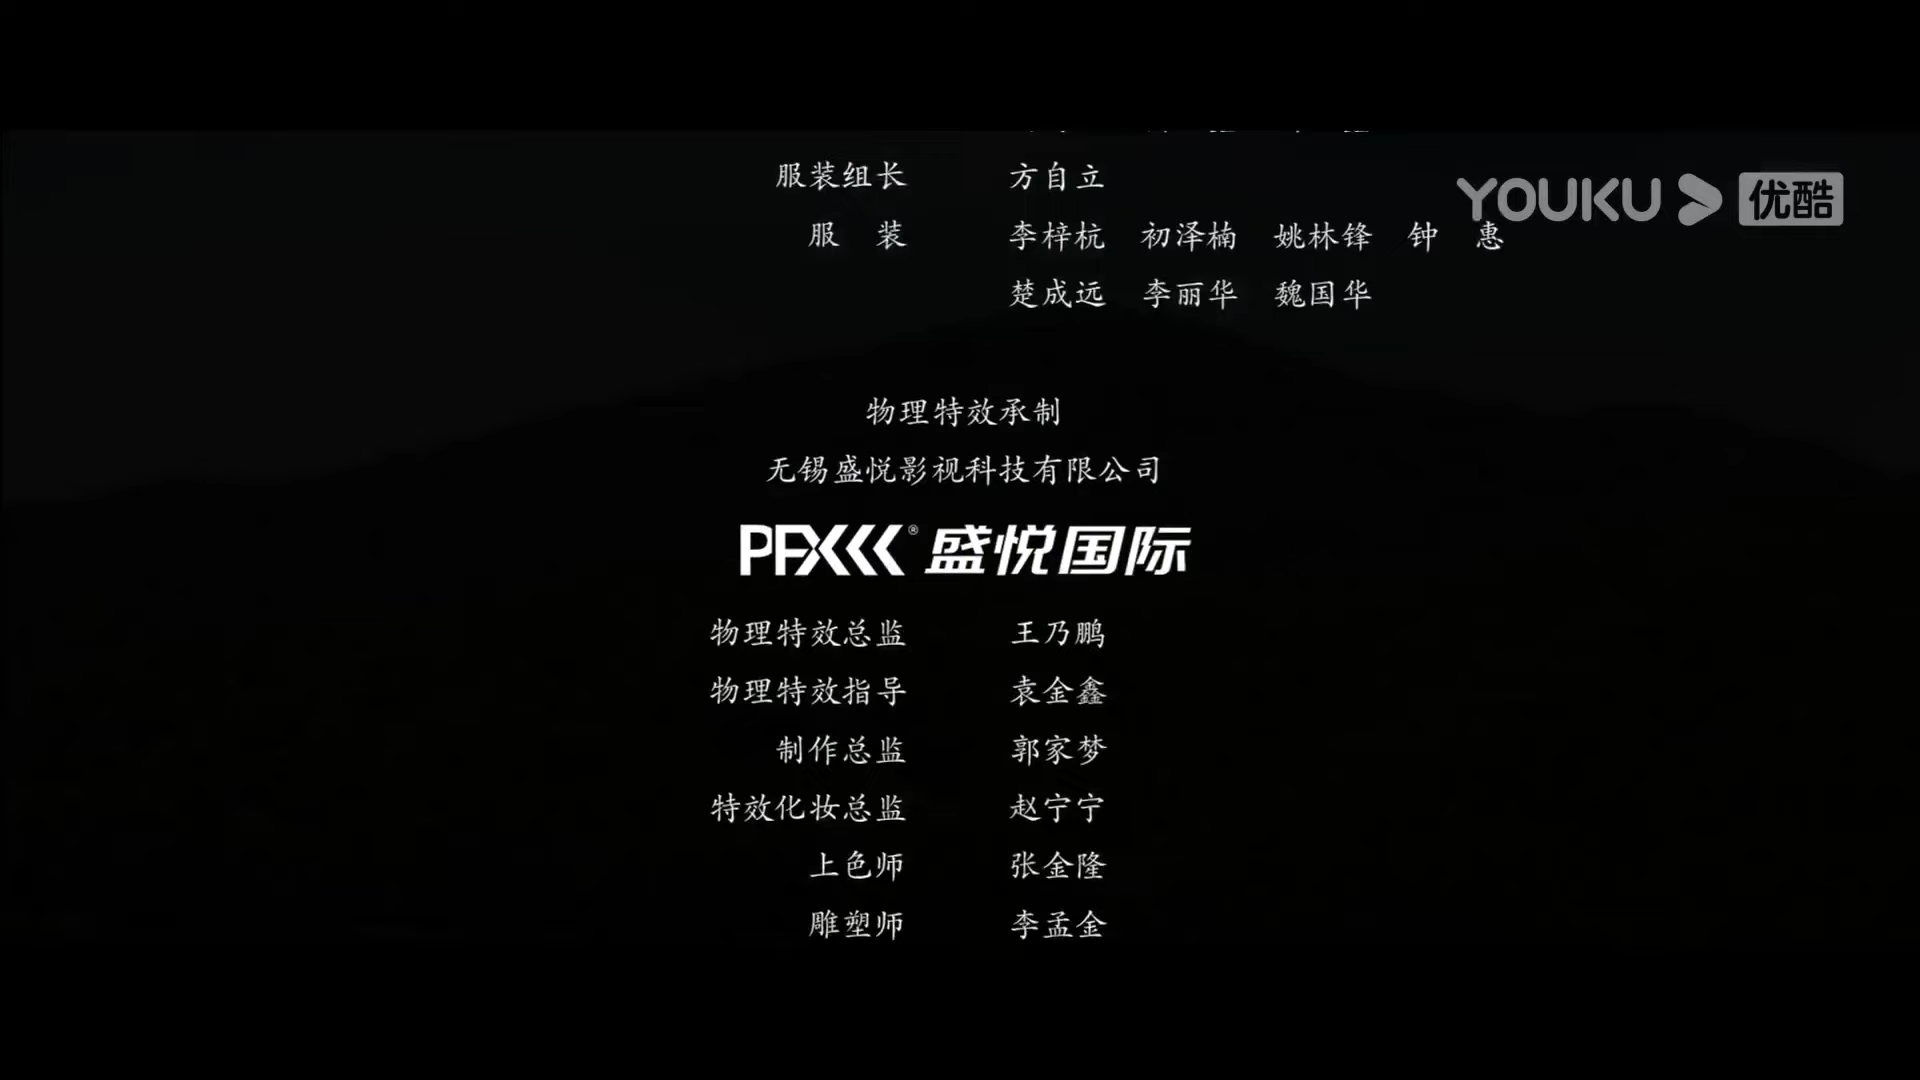 服装组长 方自立
YOUKU 优酷
服 装 李梓杭 初泽楠 姚林锋 钟 惠
楚成远 李丽华 魏国华
物理特效承制
无锡盛悦影视科技有限公司
PFX® 盛悦国际
物理特效总监 王乃鹏
物理特效指导 袁金鑫
制作总监 郭家梦
特效化妆总监 赵宁宁
上色师 张金隆
雕塑师 李孟金